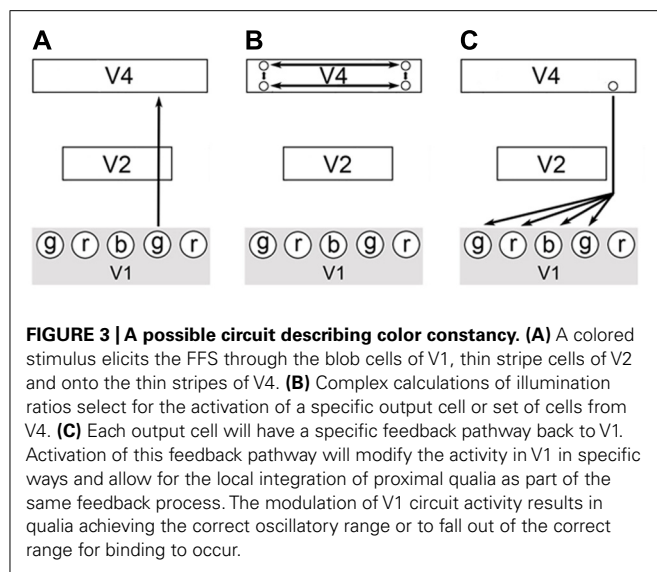 A B C
V4 V4 V4
V2 V2 V2
g r b g r g r b g r g r b g r
V1 V1 V1
FIGURE 3 | A possible circuit describing color constancy. (A) A colored
stimulus elicits the FFS through the blob cells of V1, thin stripe cells of V2
and onto the thin stripes of V4. (B) Complex calculations of illumination
ratios select for the activation of a specific output cell or set of cells from
V4. (C) Each output cell will have a specific feedback pathway back to V1.
Activation of this feedback pathway will modify the activity in V1 in specific
ways and allow for the local integration of proximal qualia as part of the
same feedback process. The modulation of V1 circuit activity results in
qualia achieving the correct oscillatory range or to fall out of the correct
range for binding to occur.